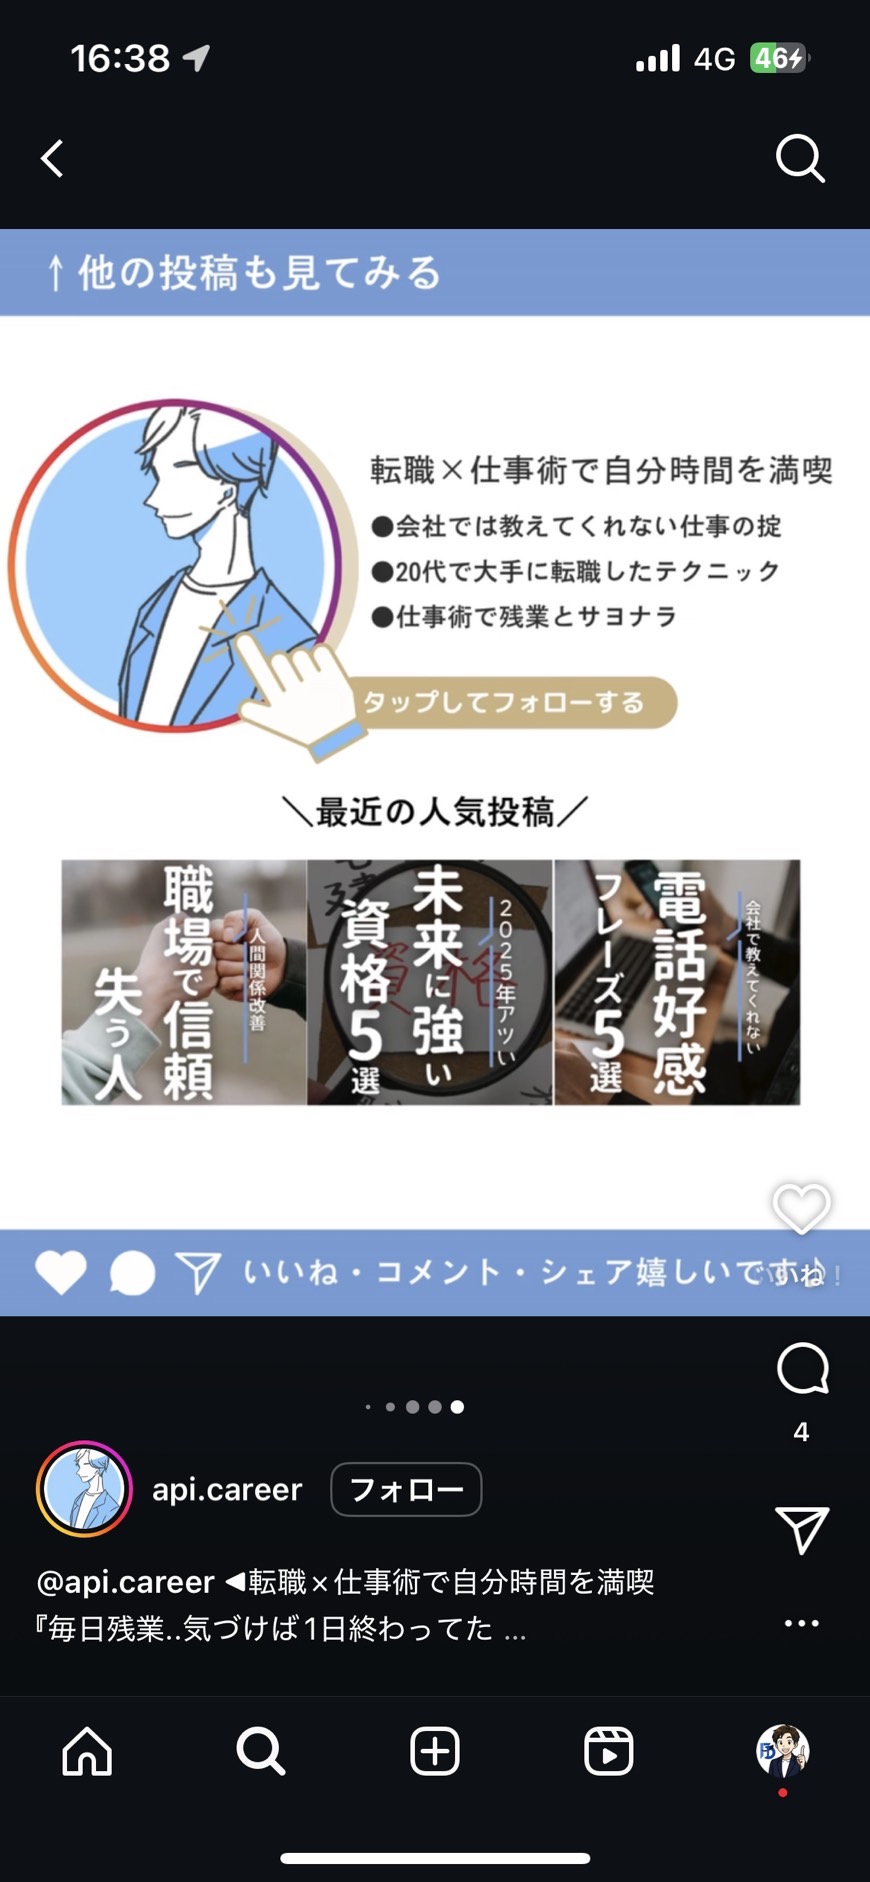 16:38
4G
46
↑他の投稿も見てみる
転職×仕事術で自分時間を満喫
●会社では教えてくれない仕事の掟
●20代で大手に転職したテクニック
●仕事術で残業とサヨナラ
タップしてフォローする
＼最近の人気投稿／
人間関係改善
職場で信頼
失う人
2025年アツい
未来に強い
資格5選
会社で教えてくれない
電話好感
フレーズ5選
いいね・コメント・シェア嬉しいです♪
いいね！
4
api.career
フォロー
@api.career ◀転職×仕事術で自分時間を満喫
『毎日残業..気づけば1日終わってた ...